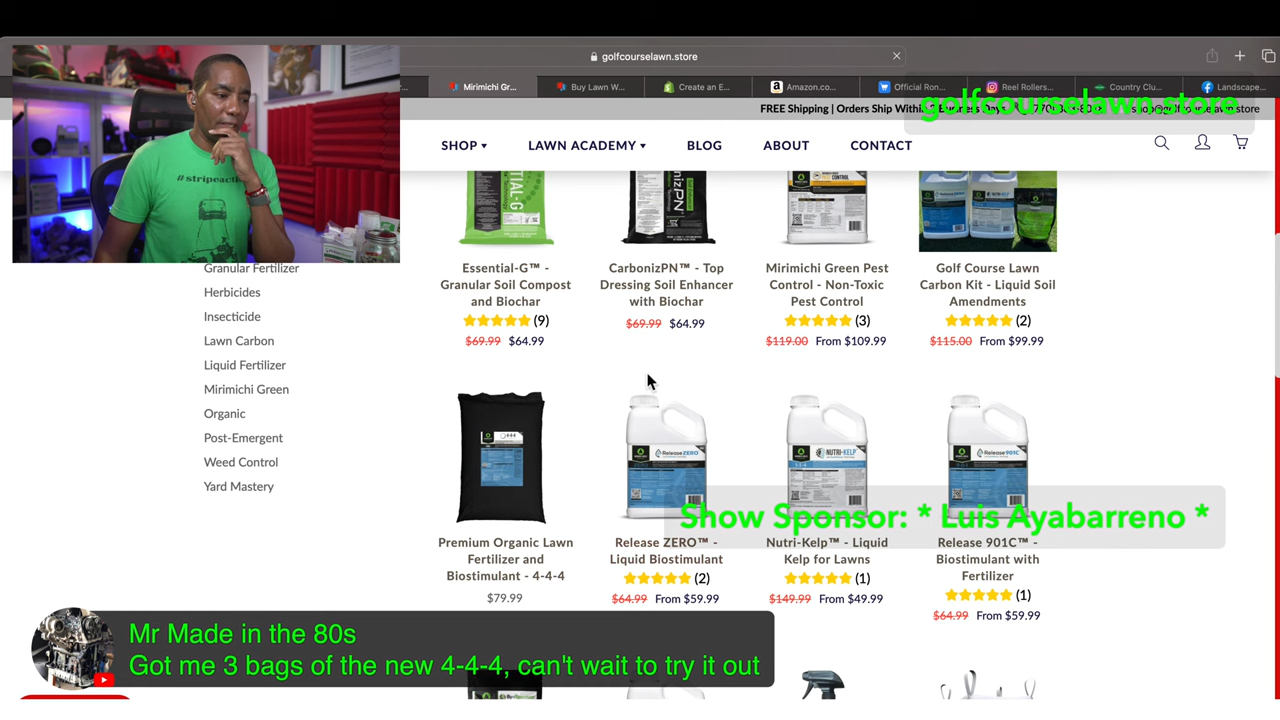 golfcourselawn.store
Mirimichi Gr...
Buy Lawn W...
Create an E...
Amazon.co...
Official Ron...
Reel Rollers...
Country Clu...
Landscape...
FREE Shipping | Orders Ship Within
golfcourselawn.store
#stripeaction
SHOP
LAWN ACADEMY
BLOG
ABOUT
CONTACT
Granular Fertilizer
Herbicides
Insecticide
Lawn Carbon
Liquid Fertilizer
Mirimichi Green
Organic
Post-Emergent
Weed Control
Yard Mastery
Essential-G™ -
Granular Soil Compost
and Biochar
(9)
$69.99 $64.99
CarbonizPN™ - Top
Dressing Soil Enhancer
with Biochar
$69.99 $64.99
Mirimichi Green Pest
Control - Non-Toxic
Pest Control
(3)
$119.00 From $109.99
Golf Course Lawn
Carbon Kit - Liquid Soil
Amendments
(2)
$115.00 From $99.99
4-4-4
ReleaseZERO
NUTRI-KELP
Release901C
Show Sponsor: * Luis Ayabarreno *
Premium Organic Lawn
Fertilizer and
Biostimulant - 4-4-4
$79.99
Release ZERO™ -
Liquid Biostimulant
(2)
$64.99 From $59.99
Nutri-Kelp™ - Liquid
Kelp for Lawns
(1)
$149.99 From $49.99
Release 901C™ -
Biostimulant with
Fertilizer
(1)
$64.99 From $59.99
Mr Made in the 80s
Got me 3 bags of the new 4-4-4, can't wait to try it out